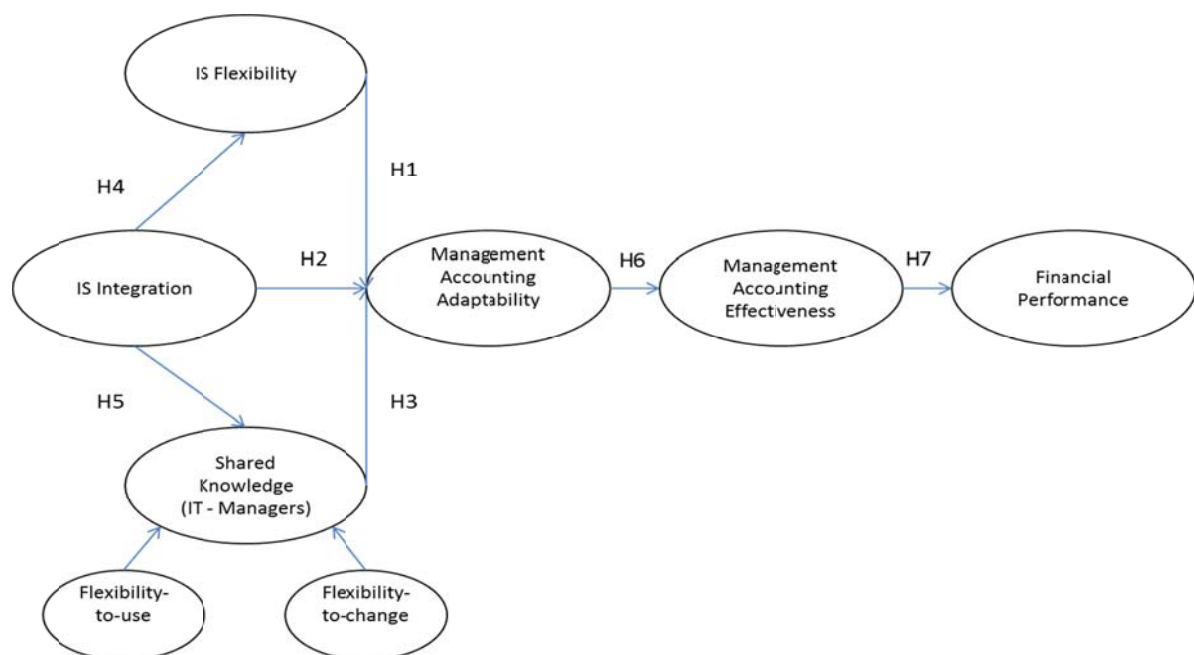 IS Flexibility
H4
H1
IS Integration
H2
Management
Accounting
Adaptability
H6
Management
Accounting
Effectiveness
H7
Financial
Performance
H5
H3
Shared
Knowledge
(IT - Managers)
Flexibility-
to-use
Flexibility-
to-change